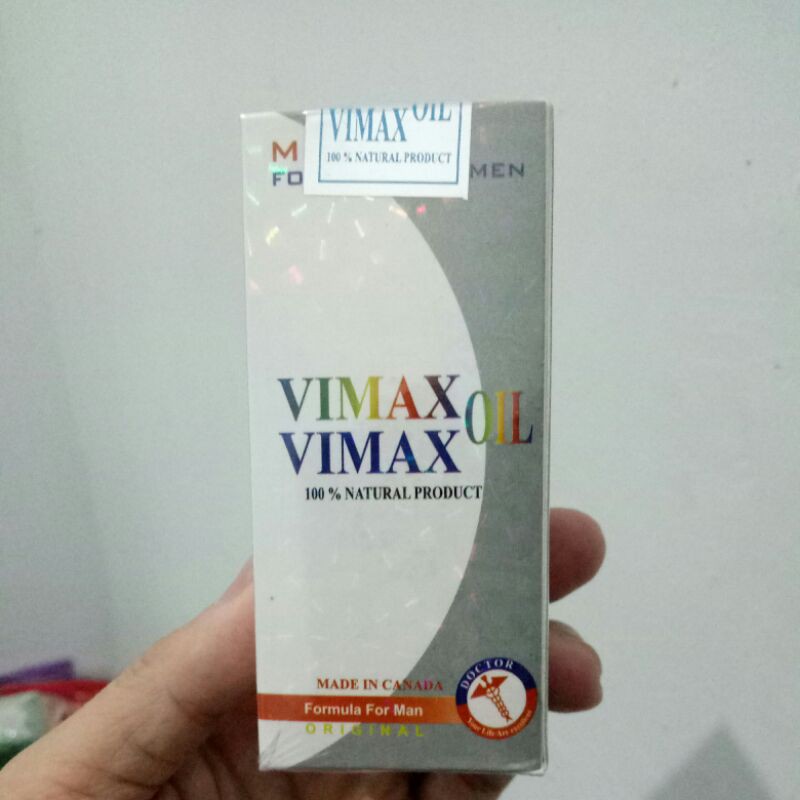 VIMAX OIL
100 % NATURAL PRODUCT
MEN
VIMAX OIL
VIMAX
100 % NATURAL PRODUCT
MADE IN CANADA
DOCTOR
Formula For Man
ORIGINAL